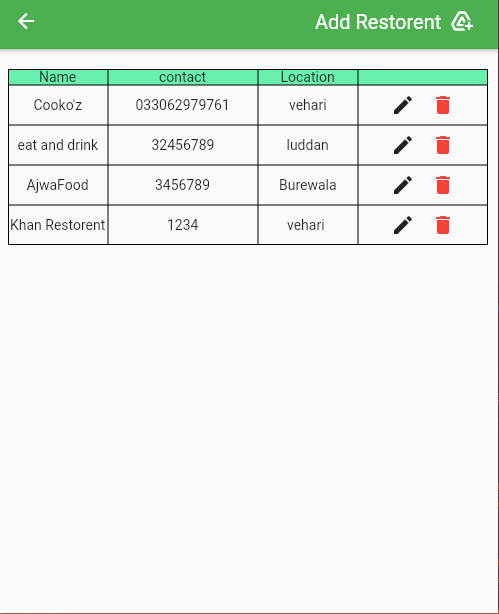 Add Restorent
Name contact Location
Cooko'z 033062979761 vehari
eat and drink 32456789 luddan
AjwaFood 3456789 Burewala
Khan Restorent 1234 vehari